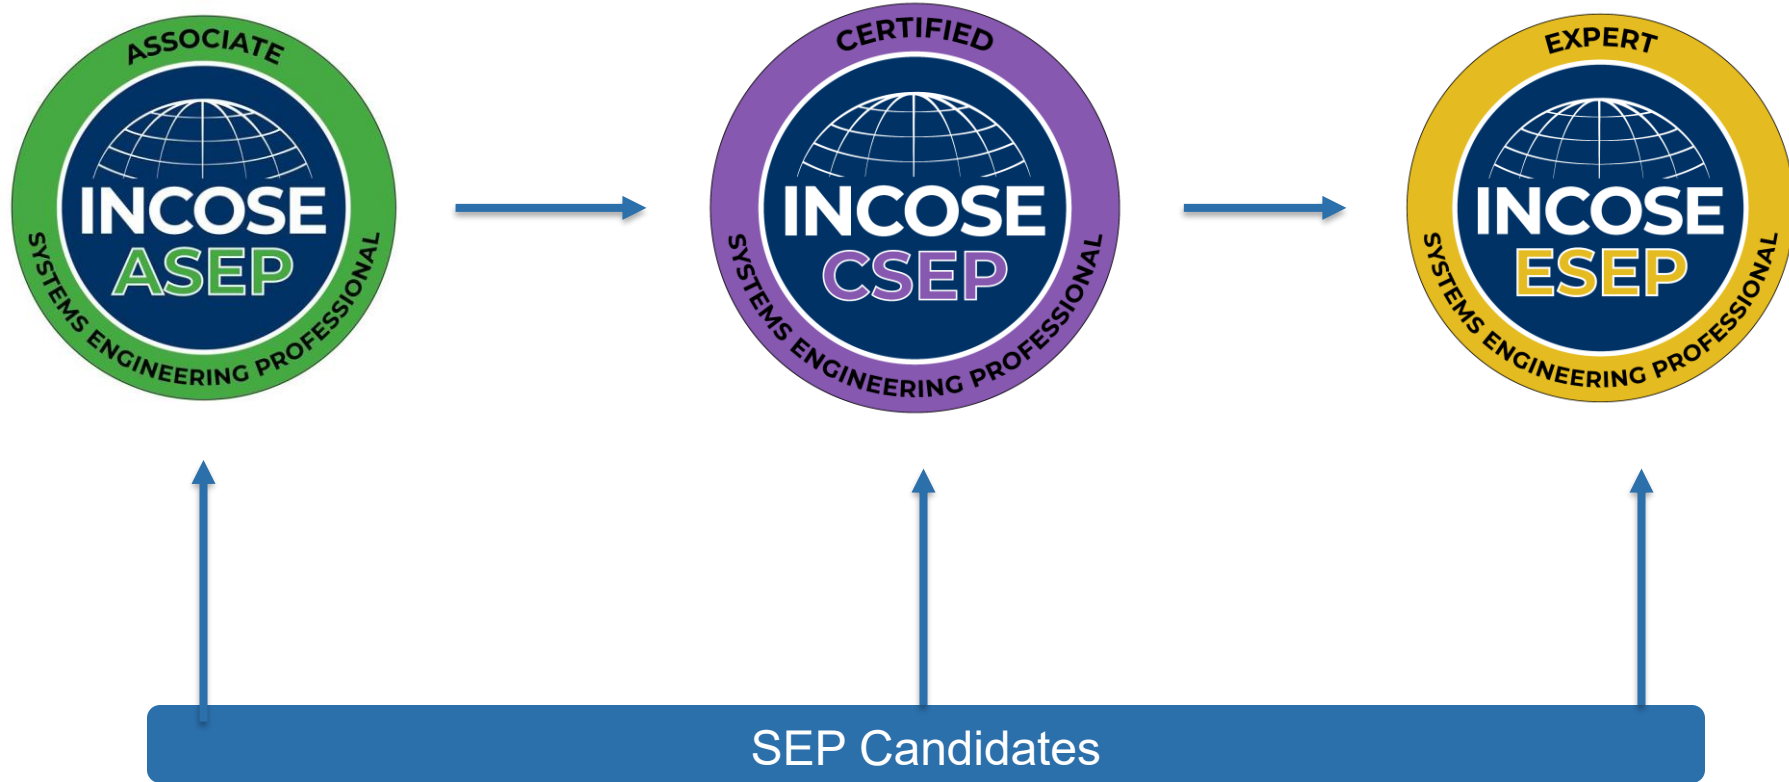 ASSOCIATE
INCOSE
ASEP
SYSTEMS ENGINEERING PROFESSIONAL
CERTIFIED
INCOSE
CSEP
SYSTEMS ENGINEERING PROFESSIONAL
EXPERT
INCOSE
ESEP
SYSTEMS ENGINEERING PROFESSIONAL
SEP Candidates